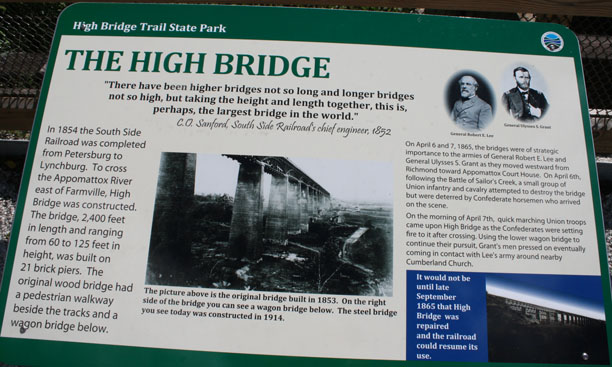 High Bridge Trail State Park
THE HIGH BRIDGE
"There have been higher bridges not so long and longer bridges
not so high, but taking the height and length together, this is,
perhaps, the largest bridge in the world."
C.O. Sanford, South Side Railroad's chief engineer, 1852
In 1854 the South Side
Railroad was completed
from Petersburg to
Lynchburg. To cross
the Appomattox River
east of Farmville, High
Bridge was constructed.
The bridge, 2,400 feet
in length and ranging
from 60 to 125 feet in
height, was built on
21 brick piers. The
original wood bridge had
a pedestrian walkway
beside the tracks and a
wagon bridge below.
The picture above is the original bridge built in 1853. On the right
side of the bridge you can see a wagon bridge below. The steel bridge
you see today was constructed in 1914.
General Robert E. Lee
General Ulysses S. Grant
On April 6 and 7, 1865, the bridges were of strategic
importance to the armies of General Robert E. Lee and
General Ulysses S. Grant as they moved westward from
Richmond toward Appomattox Court House. On April 6th,
following the Battle of Sailor's Creek, a small group of
Union infantry and cavalry attempted to destroy the bridge
but were deterred by Confederate horsemen who arrived
on the scene.
On the morning of April 7th, quick marching Union troops
came upon High Bridge as the Confederates were setting
fire to it after crossing. Using the lower wagon bridge to
continue their pursuit, Grant's men pressed on eventually
coming in contact with Lee's army around nearby
Cumberland Church.
It would not be
until late
September
1865 that High
Bridge was
repaired
and the railroad
could resume its
use.